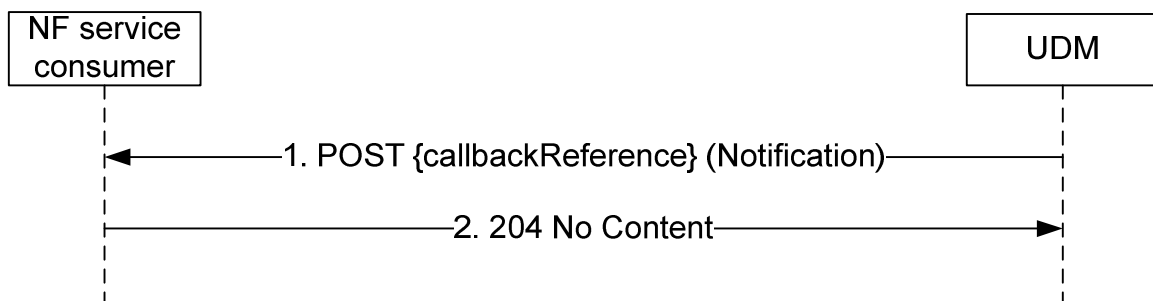 NF service
consumer
UDM
1. POST {callbackReference} (Notification)
2. 204 No Content